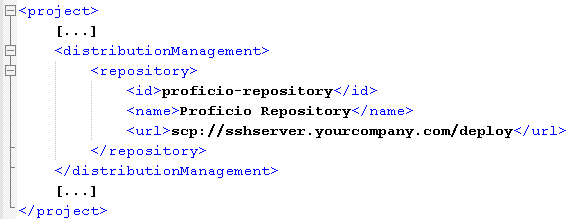 <project>
[...]
<distributionManagement>
<repository>
<id>proficio-repository</id>
<name>Proficio Repository</name>
<url>scp://sshserver.yourcompany.com/deploy</url>
</repository>
</distributionManagement>
[...]
</project>